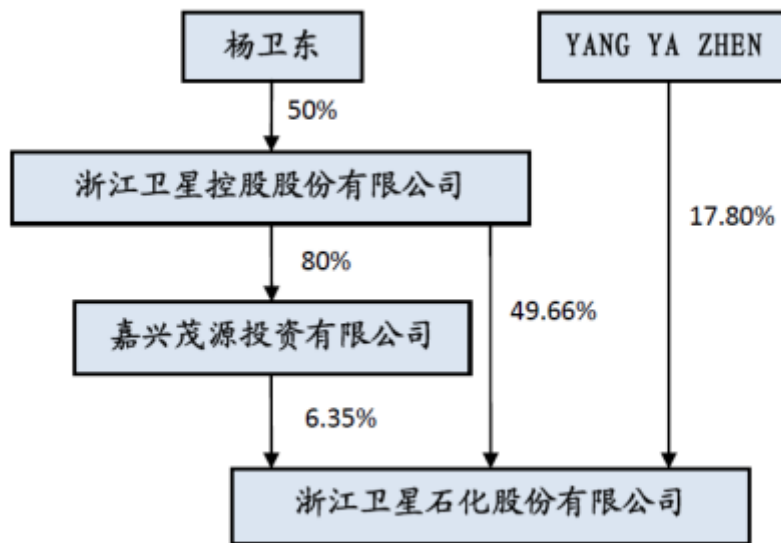 杨卫东
YANG YA ZHEN
50%
浙江卫星控股股份有限公司
17.80%
80%
49.66%
嘉兴茂源投资有限公司
6.35%
浙江卫星石化股份有限公司